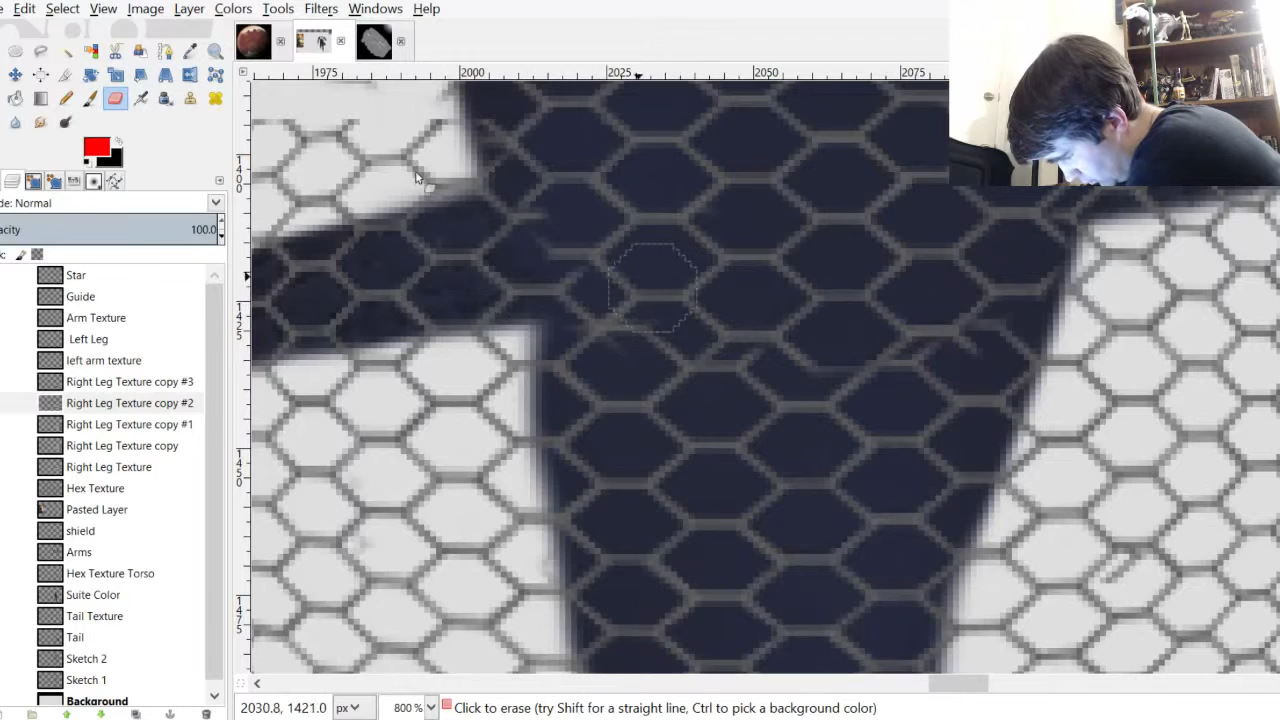 Edit Select View Image Layer Colors Tools Filters Windows Help
1975 2000 2025 2050 2075
de: Normal
acity 100.0
k:
Star
Guide
Arm Texture
Left Leg
left arm texture
Right Leg Texture copy #3
Right Leg Texture copy #2
Right Leg Texture copy #1
Right Leg Texture copy
Right Leg Texture
Hex Texture
Pasted Layer
shield
Arms
Hex Texture Torso
Suite Color
Tail Texture
Tail
Sketch 2
Sketch 1
Background
1400
1425
1450
1475
2030.8, 1421.0 px 800 % Click to erase (try Shift for a straight line, Ctrl to pick a background color)